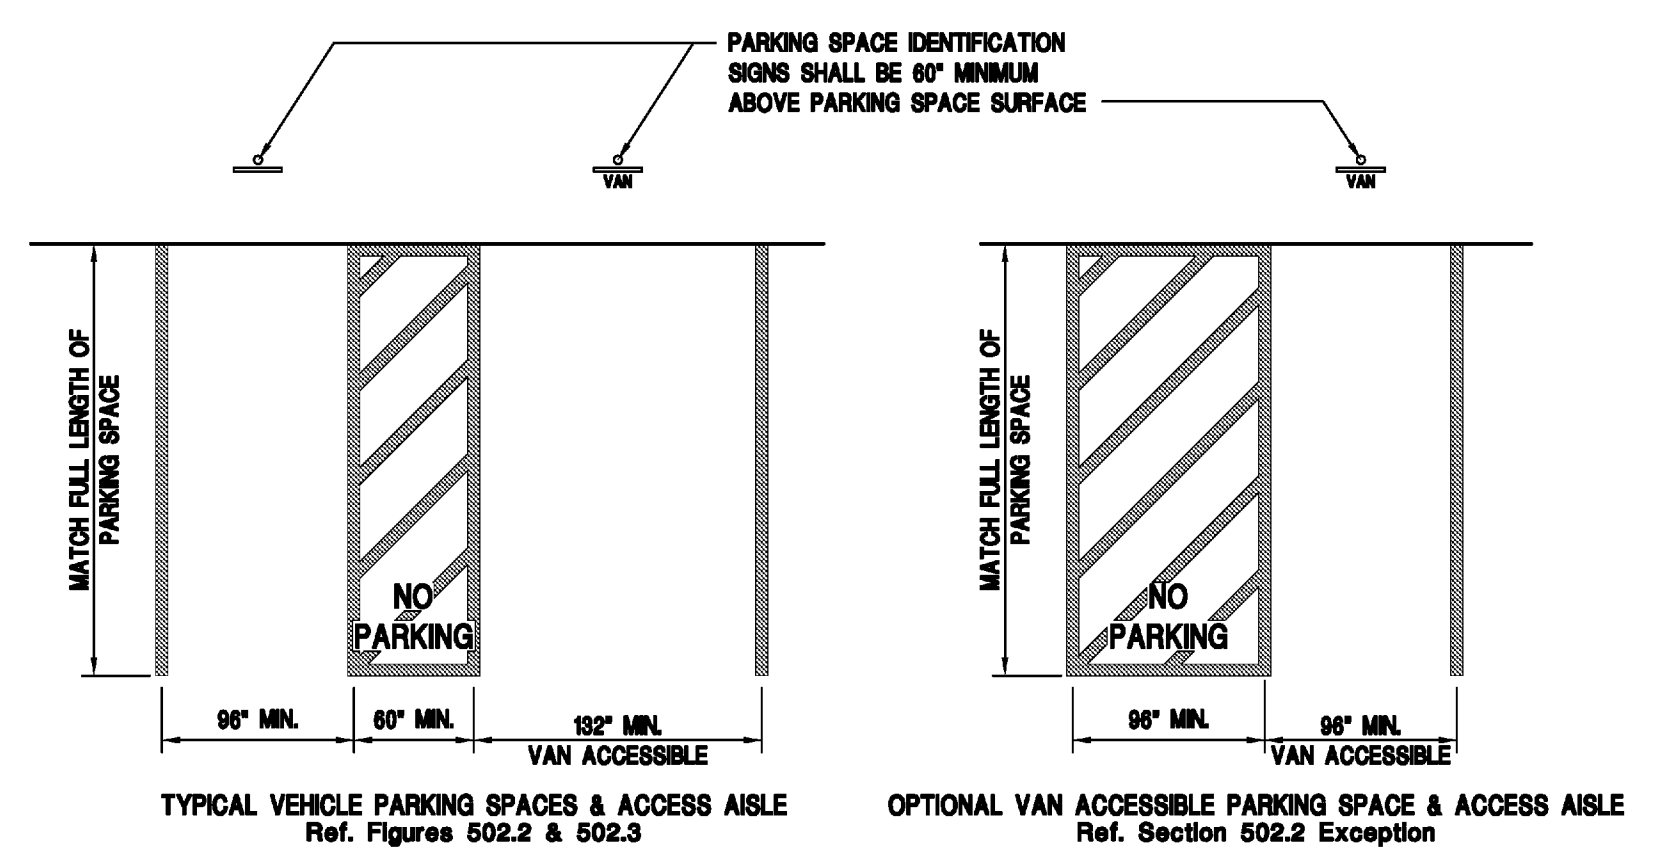 PARKING SPACE IDENTIFICATION
SIGNS SHALL BE 60" MINIMUM
ABOVE PARKING SPACE SURFACE
VAN
VAN
MATCH FULL LENGTH OF
PARKING SPACE
NO
PARKING
MATCH FULL LENGTH OF
PARKING SPACE
NO
PARKING
96" MIN.
60" MIN.
132" MIN.
VAN ACCESSIBLE
96" MIN.
96" MIN.
VAN ACCESSIBLE
TYPICAL VEHICLE PARKING SPACES & ACCESS AISLE
Ref. Figures 502.2 & 502.3
OPTIONAL VAN ACCESSIBLE PARKING SPACE & ACCESS AISLE
Ref. Section 502.2 Exception